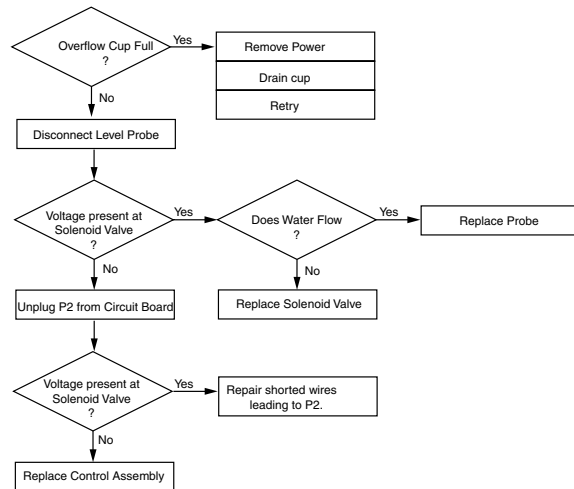 Overflow Cup Full
?
Yes
Remove Power
Drain cup
Retry
No
Disconnect Level Probe
Voltage present at
Solenoid Valve
?
Yes
Does Water Flow
?
Yes
Replace Probe
No
No
Unplug P2 from Circuit Board
Replace Solenoid Valve
Voltage present at
Solenoid Valve
?
Yes
Repair shorted wires
leading to P2.
No
Replace Control Assembly